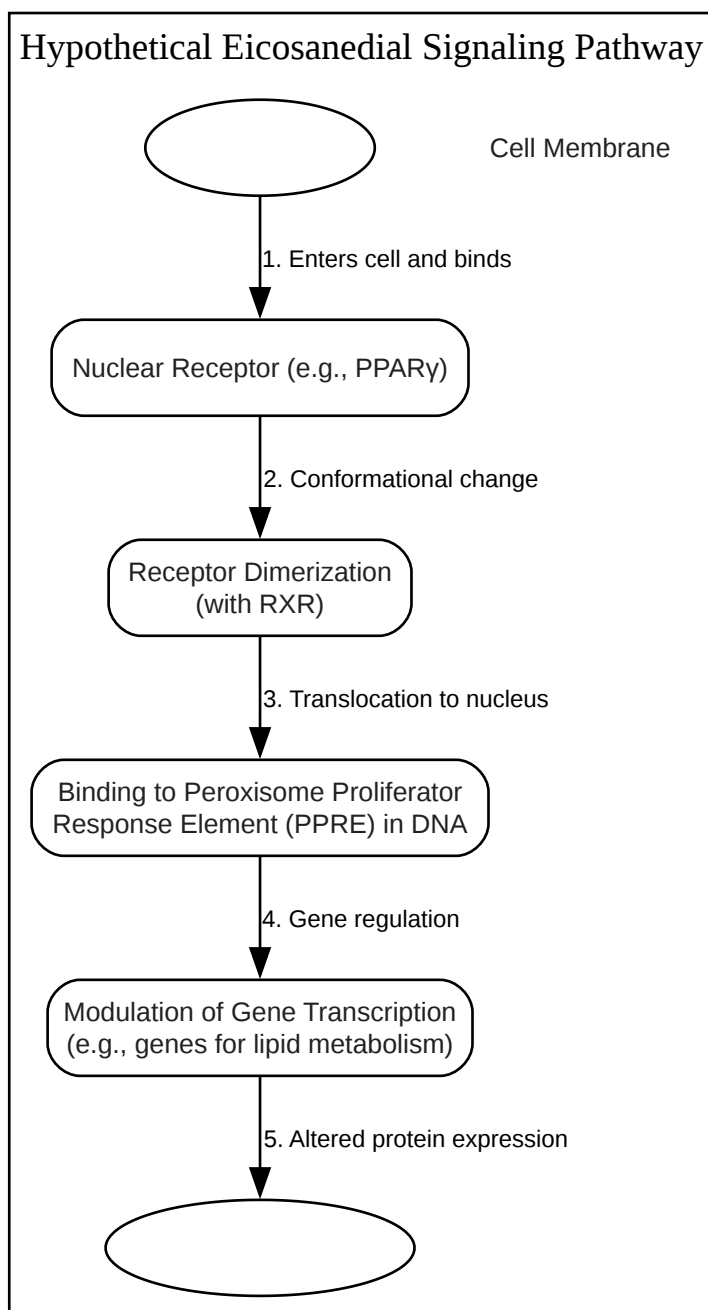 Hypothetical Eicosanedial Signaling Pathway
Cell Membrane
1. Enters cell and binds
Nuclear Receptor (e.g., PPARγ)
2. Conformational change
Receptor Dimerization
(with RXR)
3. Translocation to nucleus
Binding to Peroxisome Proliferator
Response Element (PPRE) in DNA
4. Gene regulation
Modulation of Gene Transcription
(e.g., genes for lipid metabolism)
5. Altered protein expression